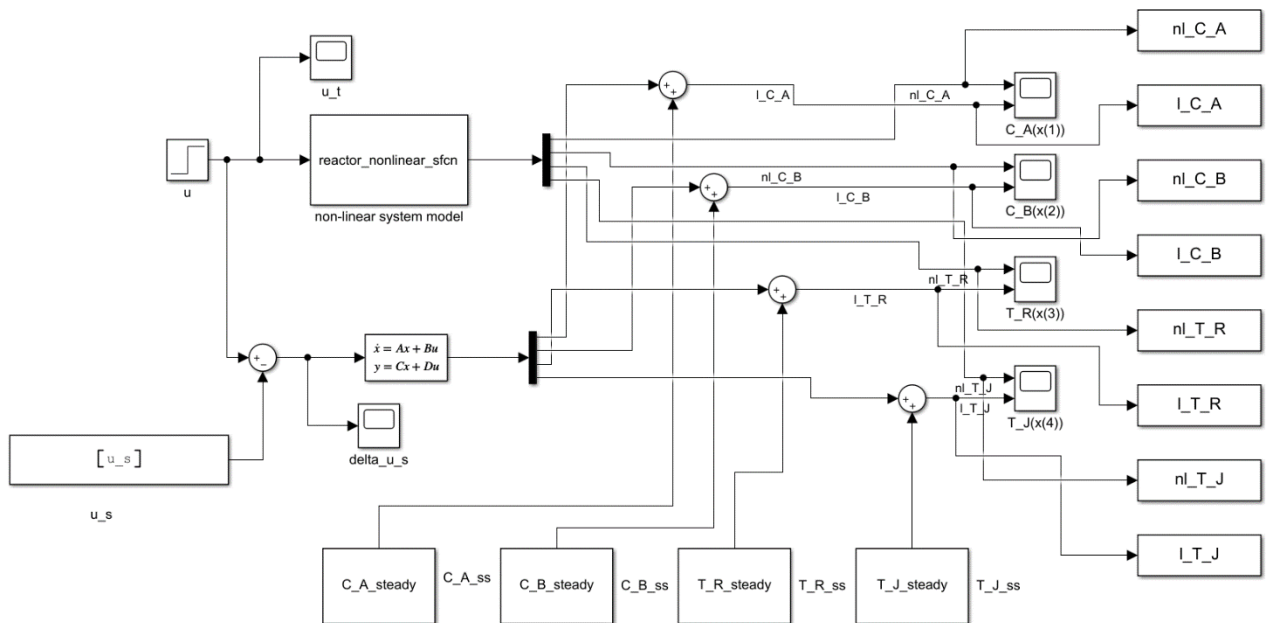 nl_C_A
u_t
+
+
l_C_A
nl_C_A
C_A(x(1))
l_C_A
u
reactor_nonlinear_sfcn
non-linear system model
+
+
nl_C_B
l_C_B
C_B(x(2))
nl_C_B
l_C_B
+
+
l_T_R
nl_T_R
T_R(x(3))
nl_T_R
+
−
ẋ = Ax + Bu
y = Cx + Du
+
+
nl_T_J
l_T_J
T_J(x(4))
l_T_R
[u_s]
u_s
delta_u_s
nl_T_J
l_T_J
C_A_steady
C_A_ss
C_B_steady
C_B_ss
T_R_steady
T_R_ss
T_J_steady
T_J_ss